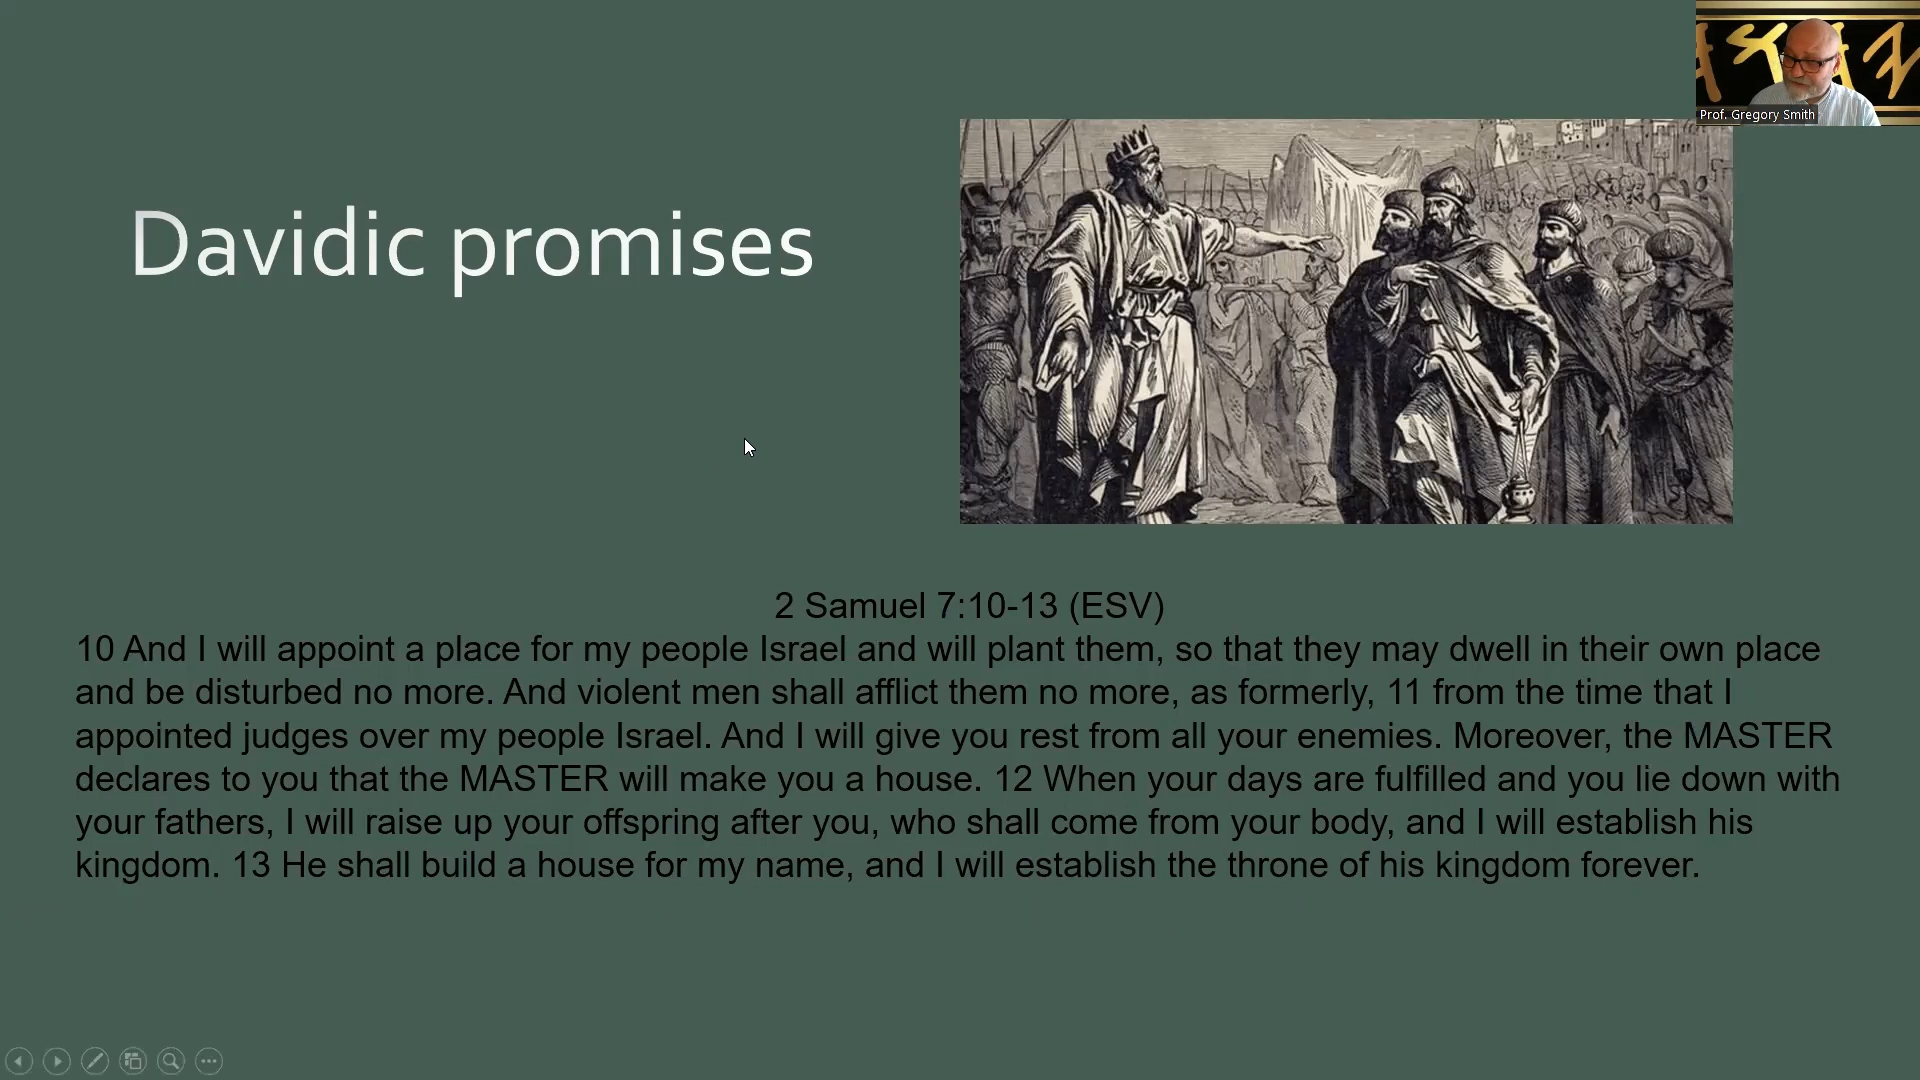 Prof. Gregory Smith
Davidic promises
2 Samuel 7:10-13 (ESV)
10 And I will appoint a place for my people Israel and will plant them, so that they may dwell in their own place
and be disturbed no more. And violent men shall afflict them no more, as formerly, 11 from the time that I
appointed judges over my people Israel. And I will give you rest from all your enemies. Moreover, the MASTER
declares to you that the MASTER will make you a house. 12 When your days are fulfilled and you lie down with
your fathers, I will raise up your offspring after you, who shall come from your body, and I will establish his
kingdom. 13 He shall build a house for my name, and I will establish the throne of his kingdom forever.